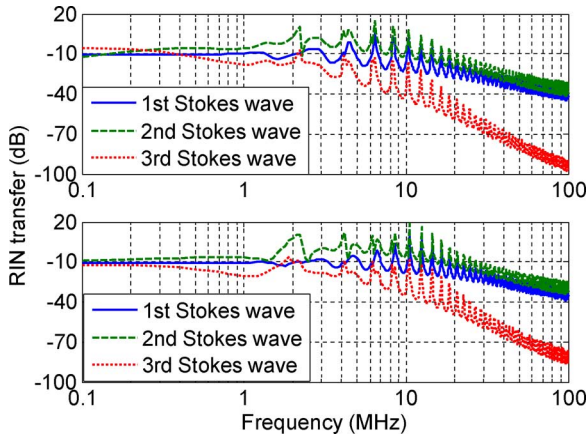 20
-10
-40
-70
-100
1st Stokes wave
2nd Stokes wave
3rd Stokes wave
0.1
1
10
100
RIN transfer (dB)
20
-10
-40
-70
-100
1st Stokes wave
2nd Stokes wave
3rd Stokes wave
0.1
1
10
100
Frequency (MHz)